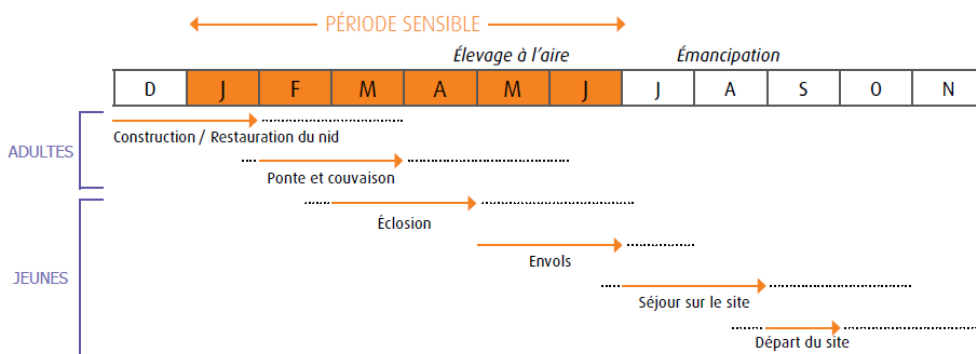 PÉRIODE SENSIBLE
Élevage à l'aire Émancipation
D J F M A M J J A S O N
Construction / Restauration du nid
ADULTES
Ponte et couvaison
Éclosion
Envols
JEUNES
Séjour sur le site
Départ du site